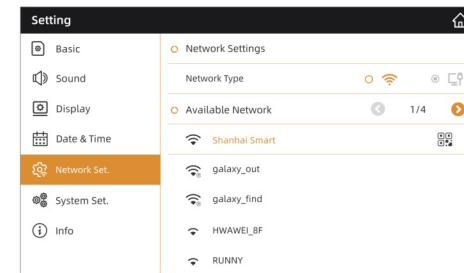 Setting
Basic
Sound
Display
Date & Time
Network Set.
System Set.
Info
Network Settings
Network Type
Available Network
1/4
Shanhai Smart
galaxy_out
galaxy_find
HWAWEI_8F
RUNNY